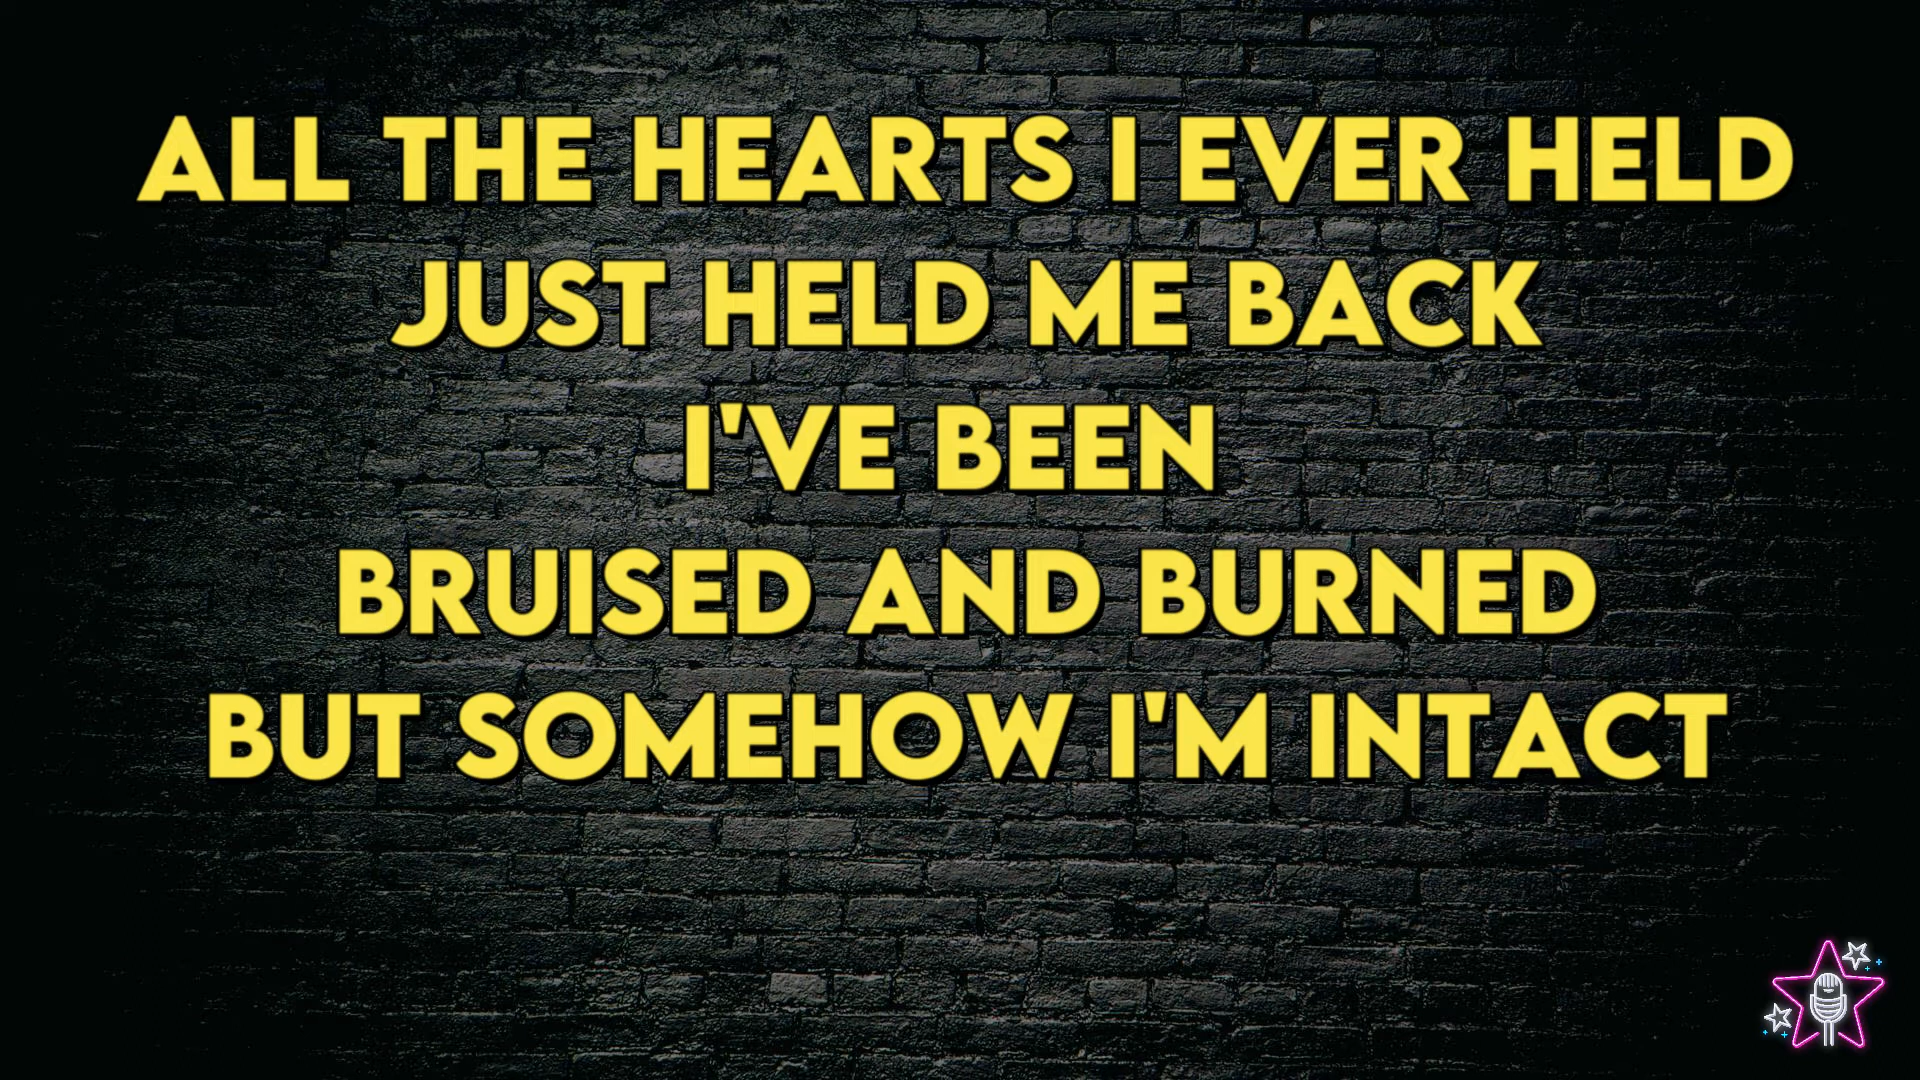 ALL THE HEARTS I EVER HELD
JUST HELD ME BACK
I'VE BEEN
BRUISED AND BURNED
BUT SOMEHOW I'M INTACT